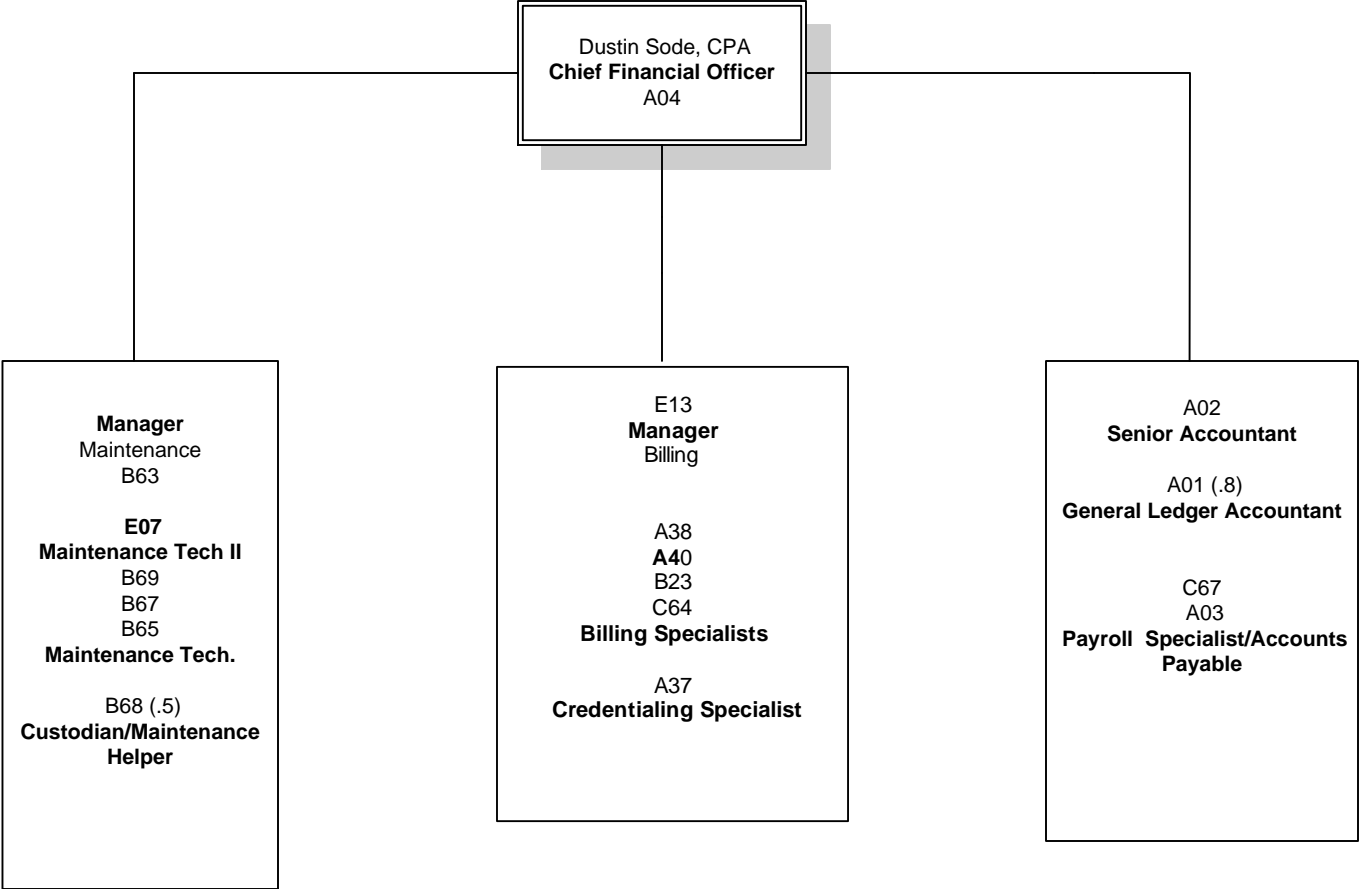 Dustin Sode, CPA
Chief Financial Officer
A04
Manager
Maintenance
B63
E07
Maintenance Tech II
B69
B67
B65
Maintenance Tech.
B68 (.5)
Custodian/Maintenance
Helper
E13
Manager
Billing
A38
A40
B23
C64
Billing Specialists
A37
Credentialing Specialist
A02
Senior Accountant
A01 (.8)
General Ledger Accountant
C67
A03
Payroll Specialist/Accounts
Payable